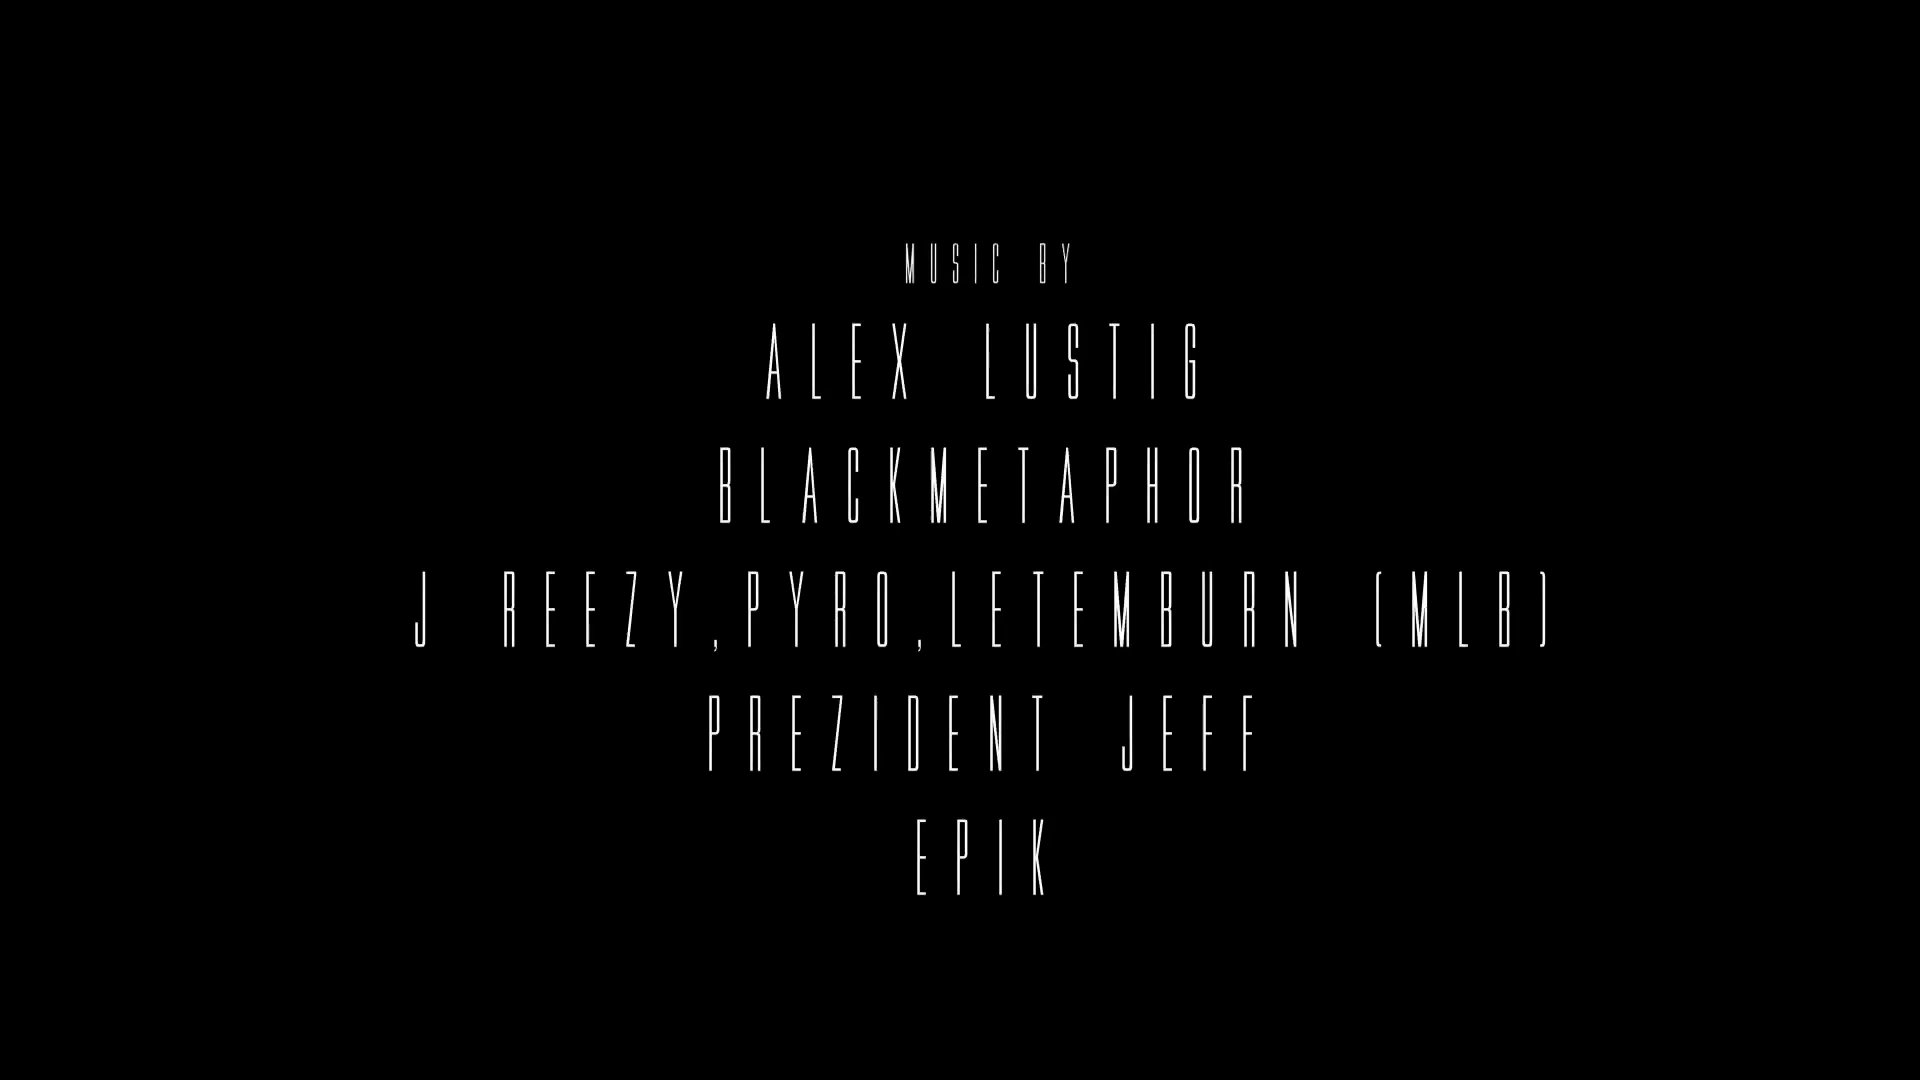 MUSIC BY
ALEX LUSTIG
BLACKMETAPHOR
J REEZY,PYRO,LETEMBURN (MLB)
PREZIDENT JEFF
EPIK